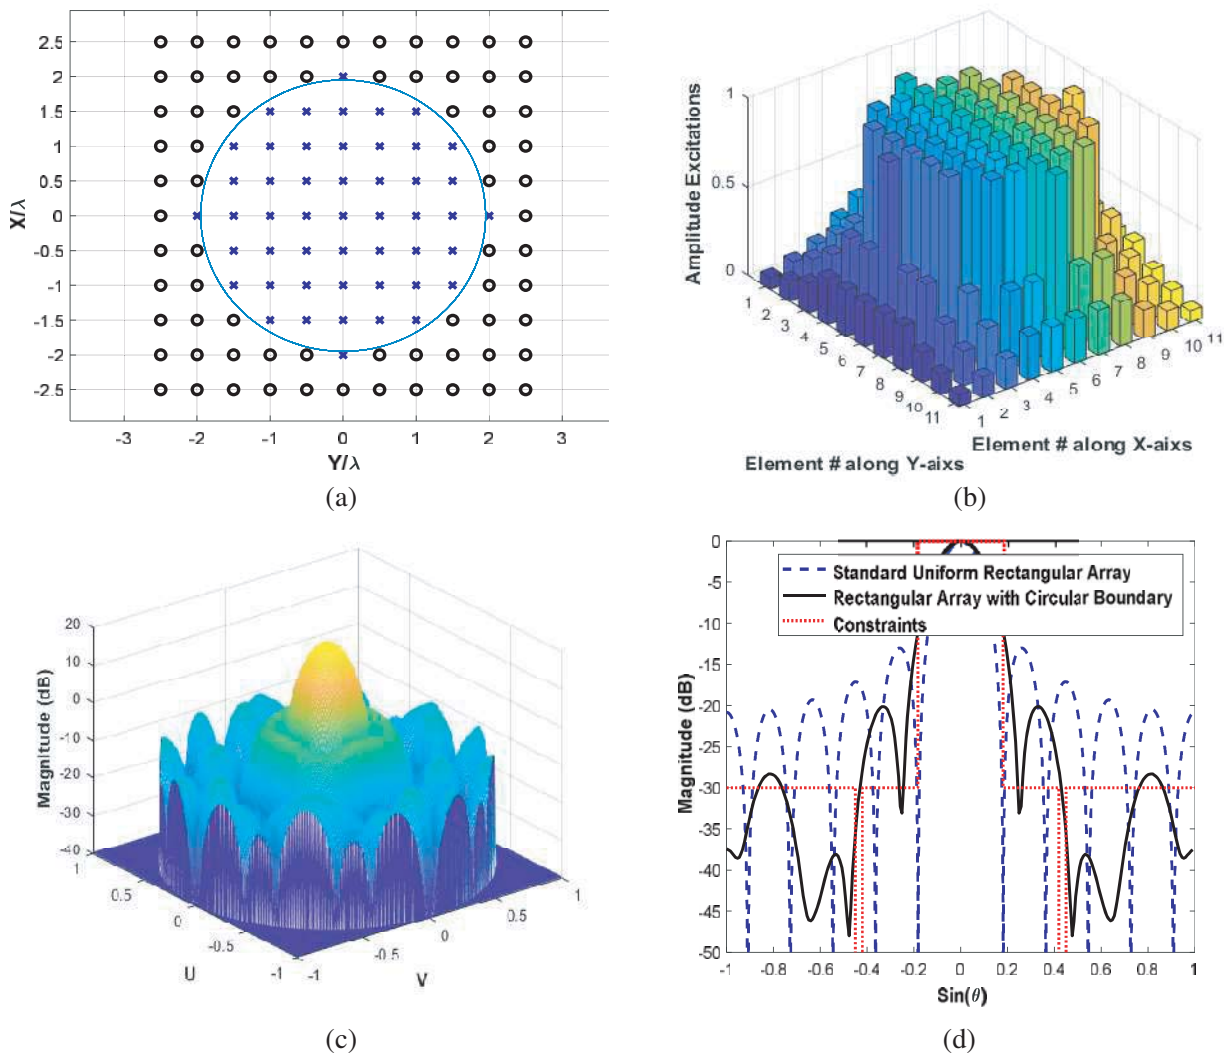 2.5
2
1.5
1
0.5
0
-0.5
-1
-1.5
-2
-2.5
X/λ
-3 -2 -1 0 1 2 3
Y/λ
(a)
1
0.5
0
Amplitude Excitations
1 2 3 4 5 6 7 8 9 10 11
1 2 3 4 5 6 7 8 9 10 11
Element # along X-aixs
Element # along Y-aixs
(b)
20
10
0
-10
-20
-30
-40
Magnitude (dB)
1 0.5 0 -0.5 -1
-1 -0.5 0 0.5 1
U
V
(c)
0
-5
-10
-15
-20
-25
-30
-35
-40
-45
-50
Magnitude (dB)
Standard Uniform Rectangular Array
Rectangular Array with Circular Boundary
Constraints
-1 -0.8 -0.6 -0.4 -0.2 0 0.2 0.4 0.6 0.8 1
Sin(θ)
(d)